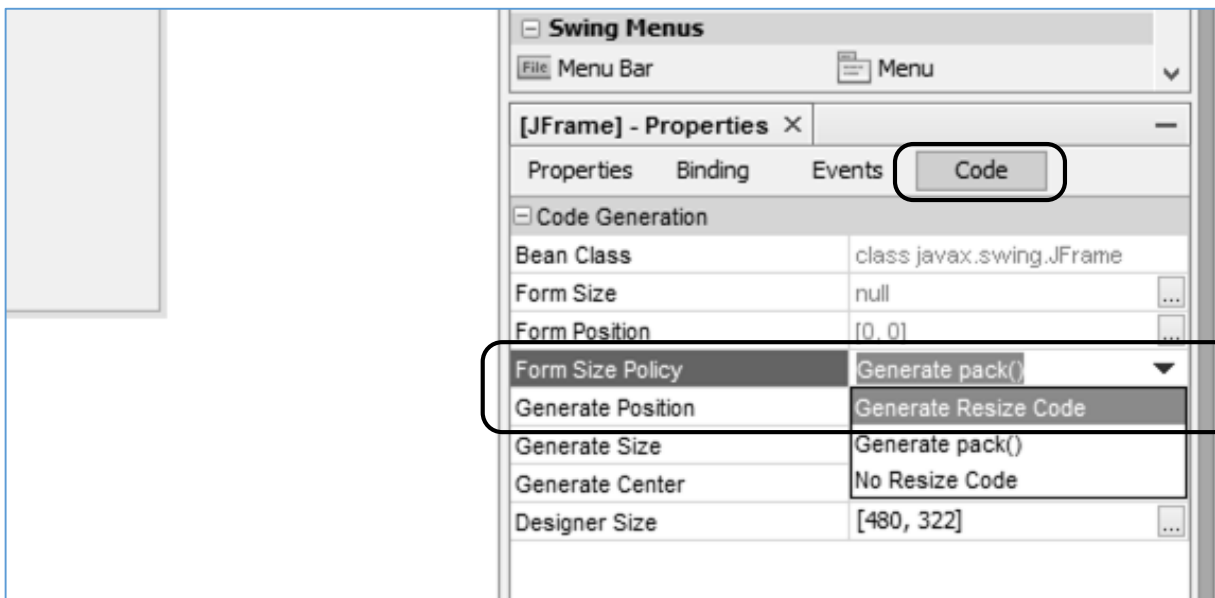 Swing Menus
File Menu Bar Menu
[JFrame] - Properties
Properties Binding Events Code
Code Generation
Bean Class class javax.swing.JFrame
Form Size null ...
Form Position [0, 0] ...
Form Size Policy Generate pack()
Generate Position Generate Resize Code
Generate Size Generate pack()
Generate Center No Resize Code
Designer Size [480, 322] ...